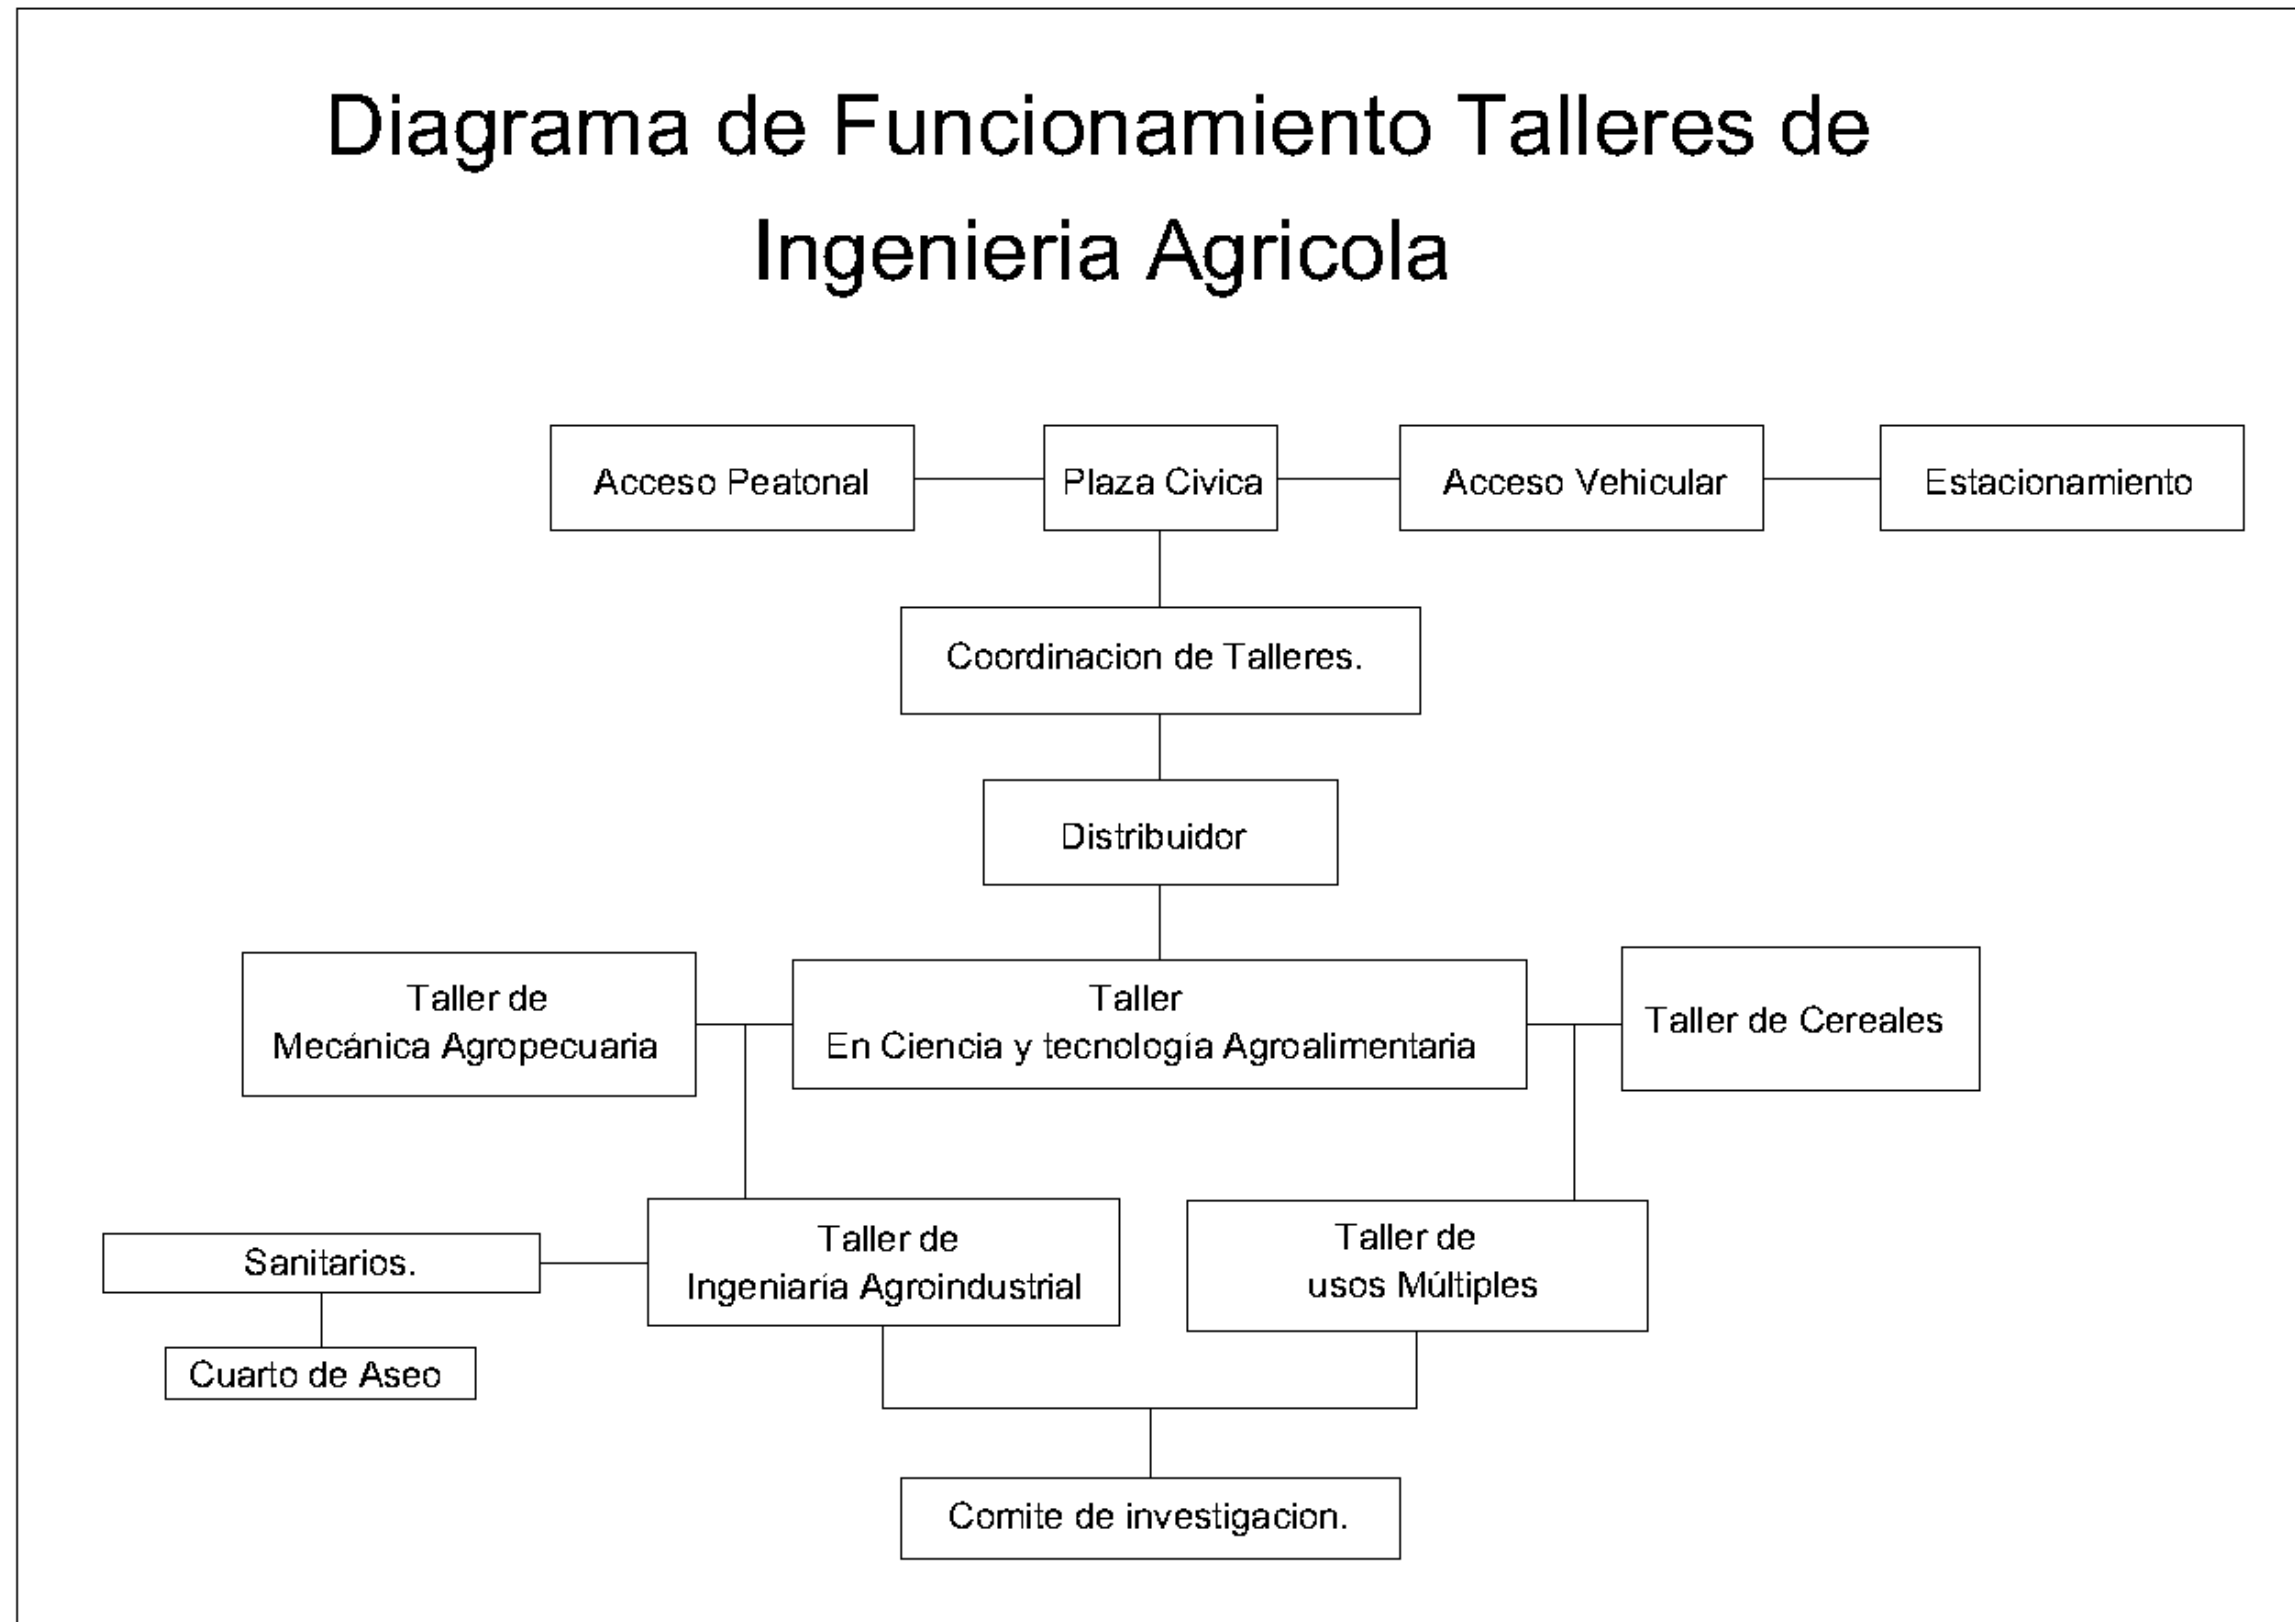 Diagrama de Funcionamiento Talleres de
Ingenieria Agricola
Acceso Peatonal
Plaza Civica
Acceso Vehicular
Estacionamiento
Coordinacion de Talleres.
Distribuidor
Taller de
Mecánica Agropecuaria
Taller
En Ciencia y tecnología Agroalimentaria
Taller de Cereales
Sanitarios.
Taller de
Ingeniaría Agroindustrial
Taller de
usos Múltiples
Cuarto de Aseo
Comite de investigacion.